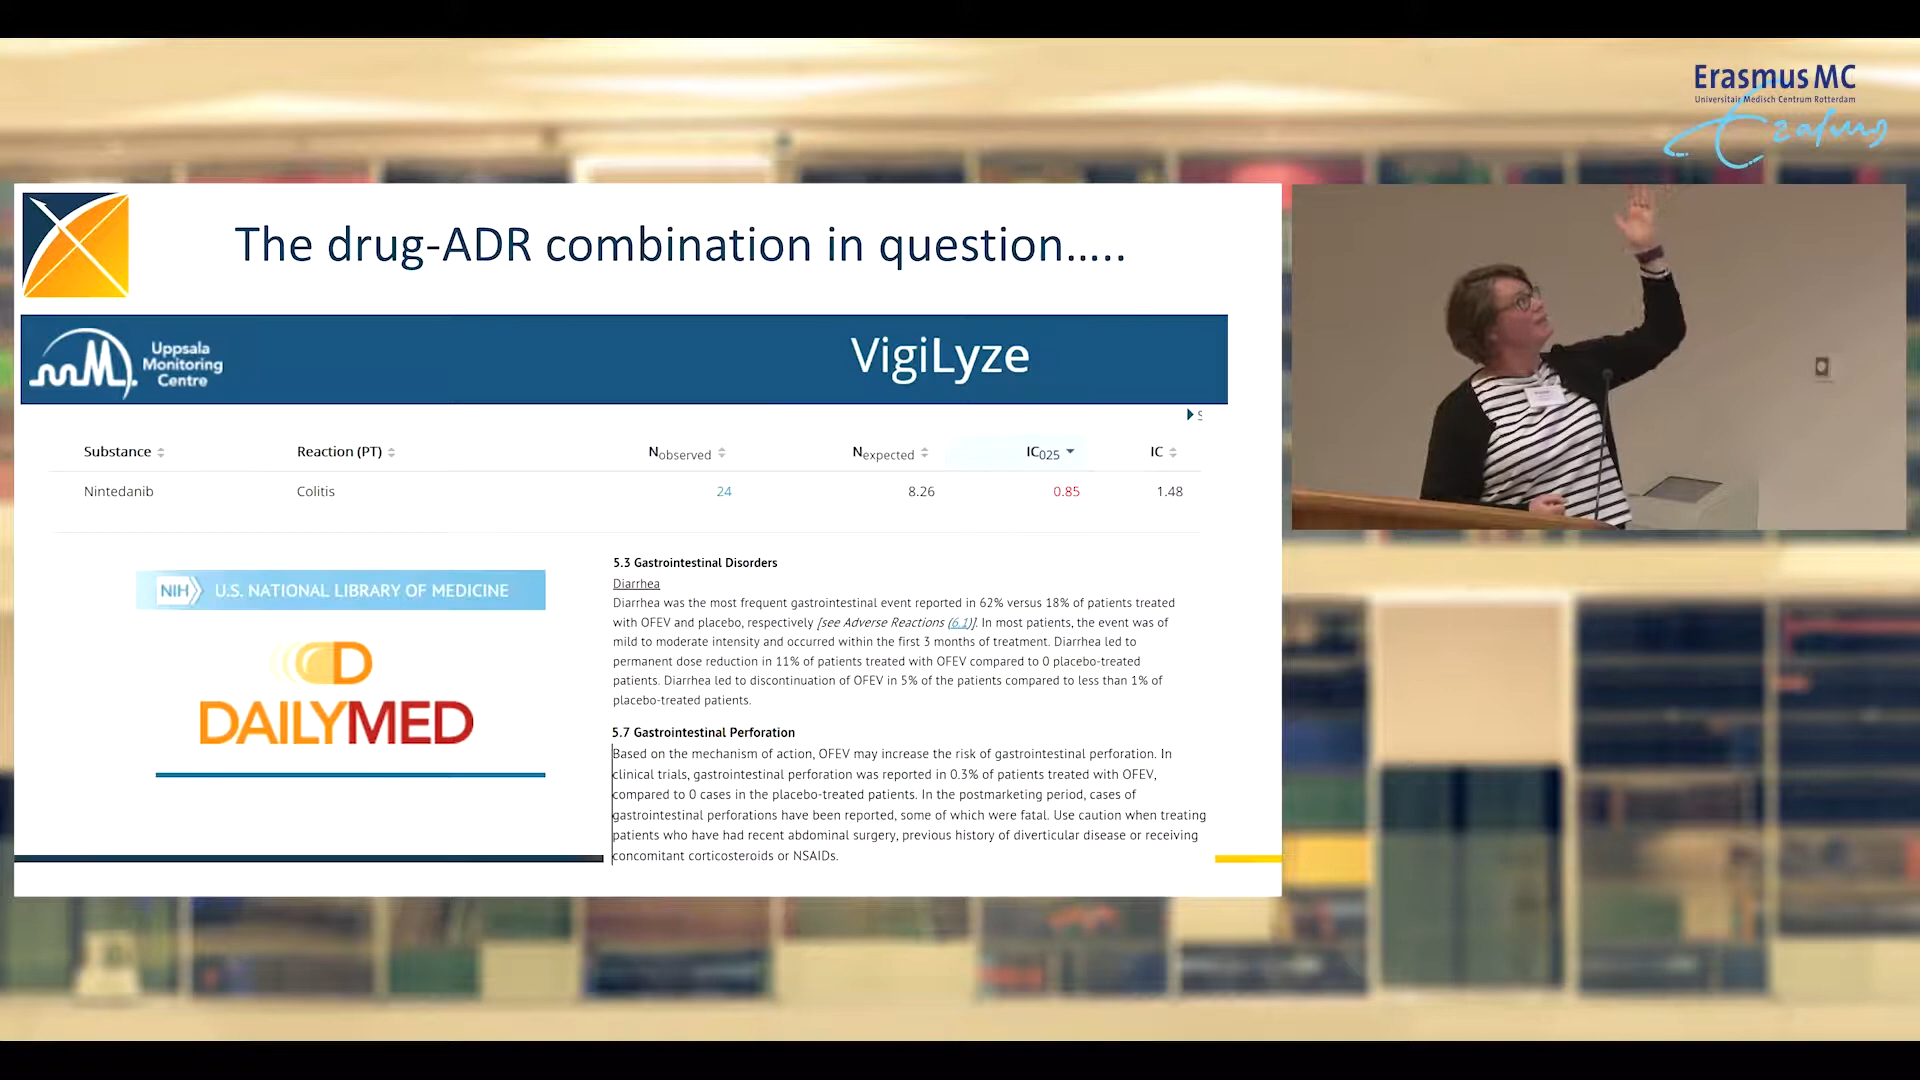 Erasmus MC
Universitair Medisch Centrum Rotterdam
Erasmus
The drug-ADR combination in question.....
Uppsala
Monitoring
Centre
VigiLyze
Substance Reaction (PT) Nobserved Nexpected IC025 IC
Nintedanib Colitis 24 8.26 0.85 1.48
NIH U.S. NATIONAL LIBRARY OF MEDICINE
DAILYMED
5.3 Gastrointestinal Disorders
Diarrhea
Diarrhea was the most frequent gastrointestinal event reported in 62% versus 18% of patients treated
with OFEV and placebo, respectively [see Adverse Reactions (6.1)]. In most patients, the event was of
mild to moderate intensity and occurred within the first 3 months of treatment. Diarrhea led to
permanent dose reduction in 11% of patients treated with OFEV compared to 0 placebo-treated
patients. Diarrhea led to discontinuation of OFEV in 5% of the patients compared to less than 1% of
placebo-treated patients.
5.7 Gastrointestinal Perforation
Based on the mechanism of action, OFEV may increase the risk of gastrointestinal perforation. In
clinical trials, gastrointestinal perforation was reported in 0.3% of patients treated with OFEV,
compared to 0 cases in the placebo-treated patients. In the postmarketing period, cases of
gastrointestinal perforations have been reported, some of which were fatal. Use caution when treating
patients who have had recent abdominal surgery, previous history of diverticular disease or receiving
concomitant corticosteroids or NSAIDs.